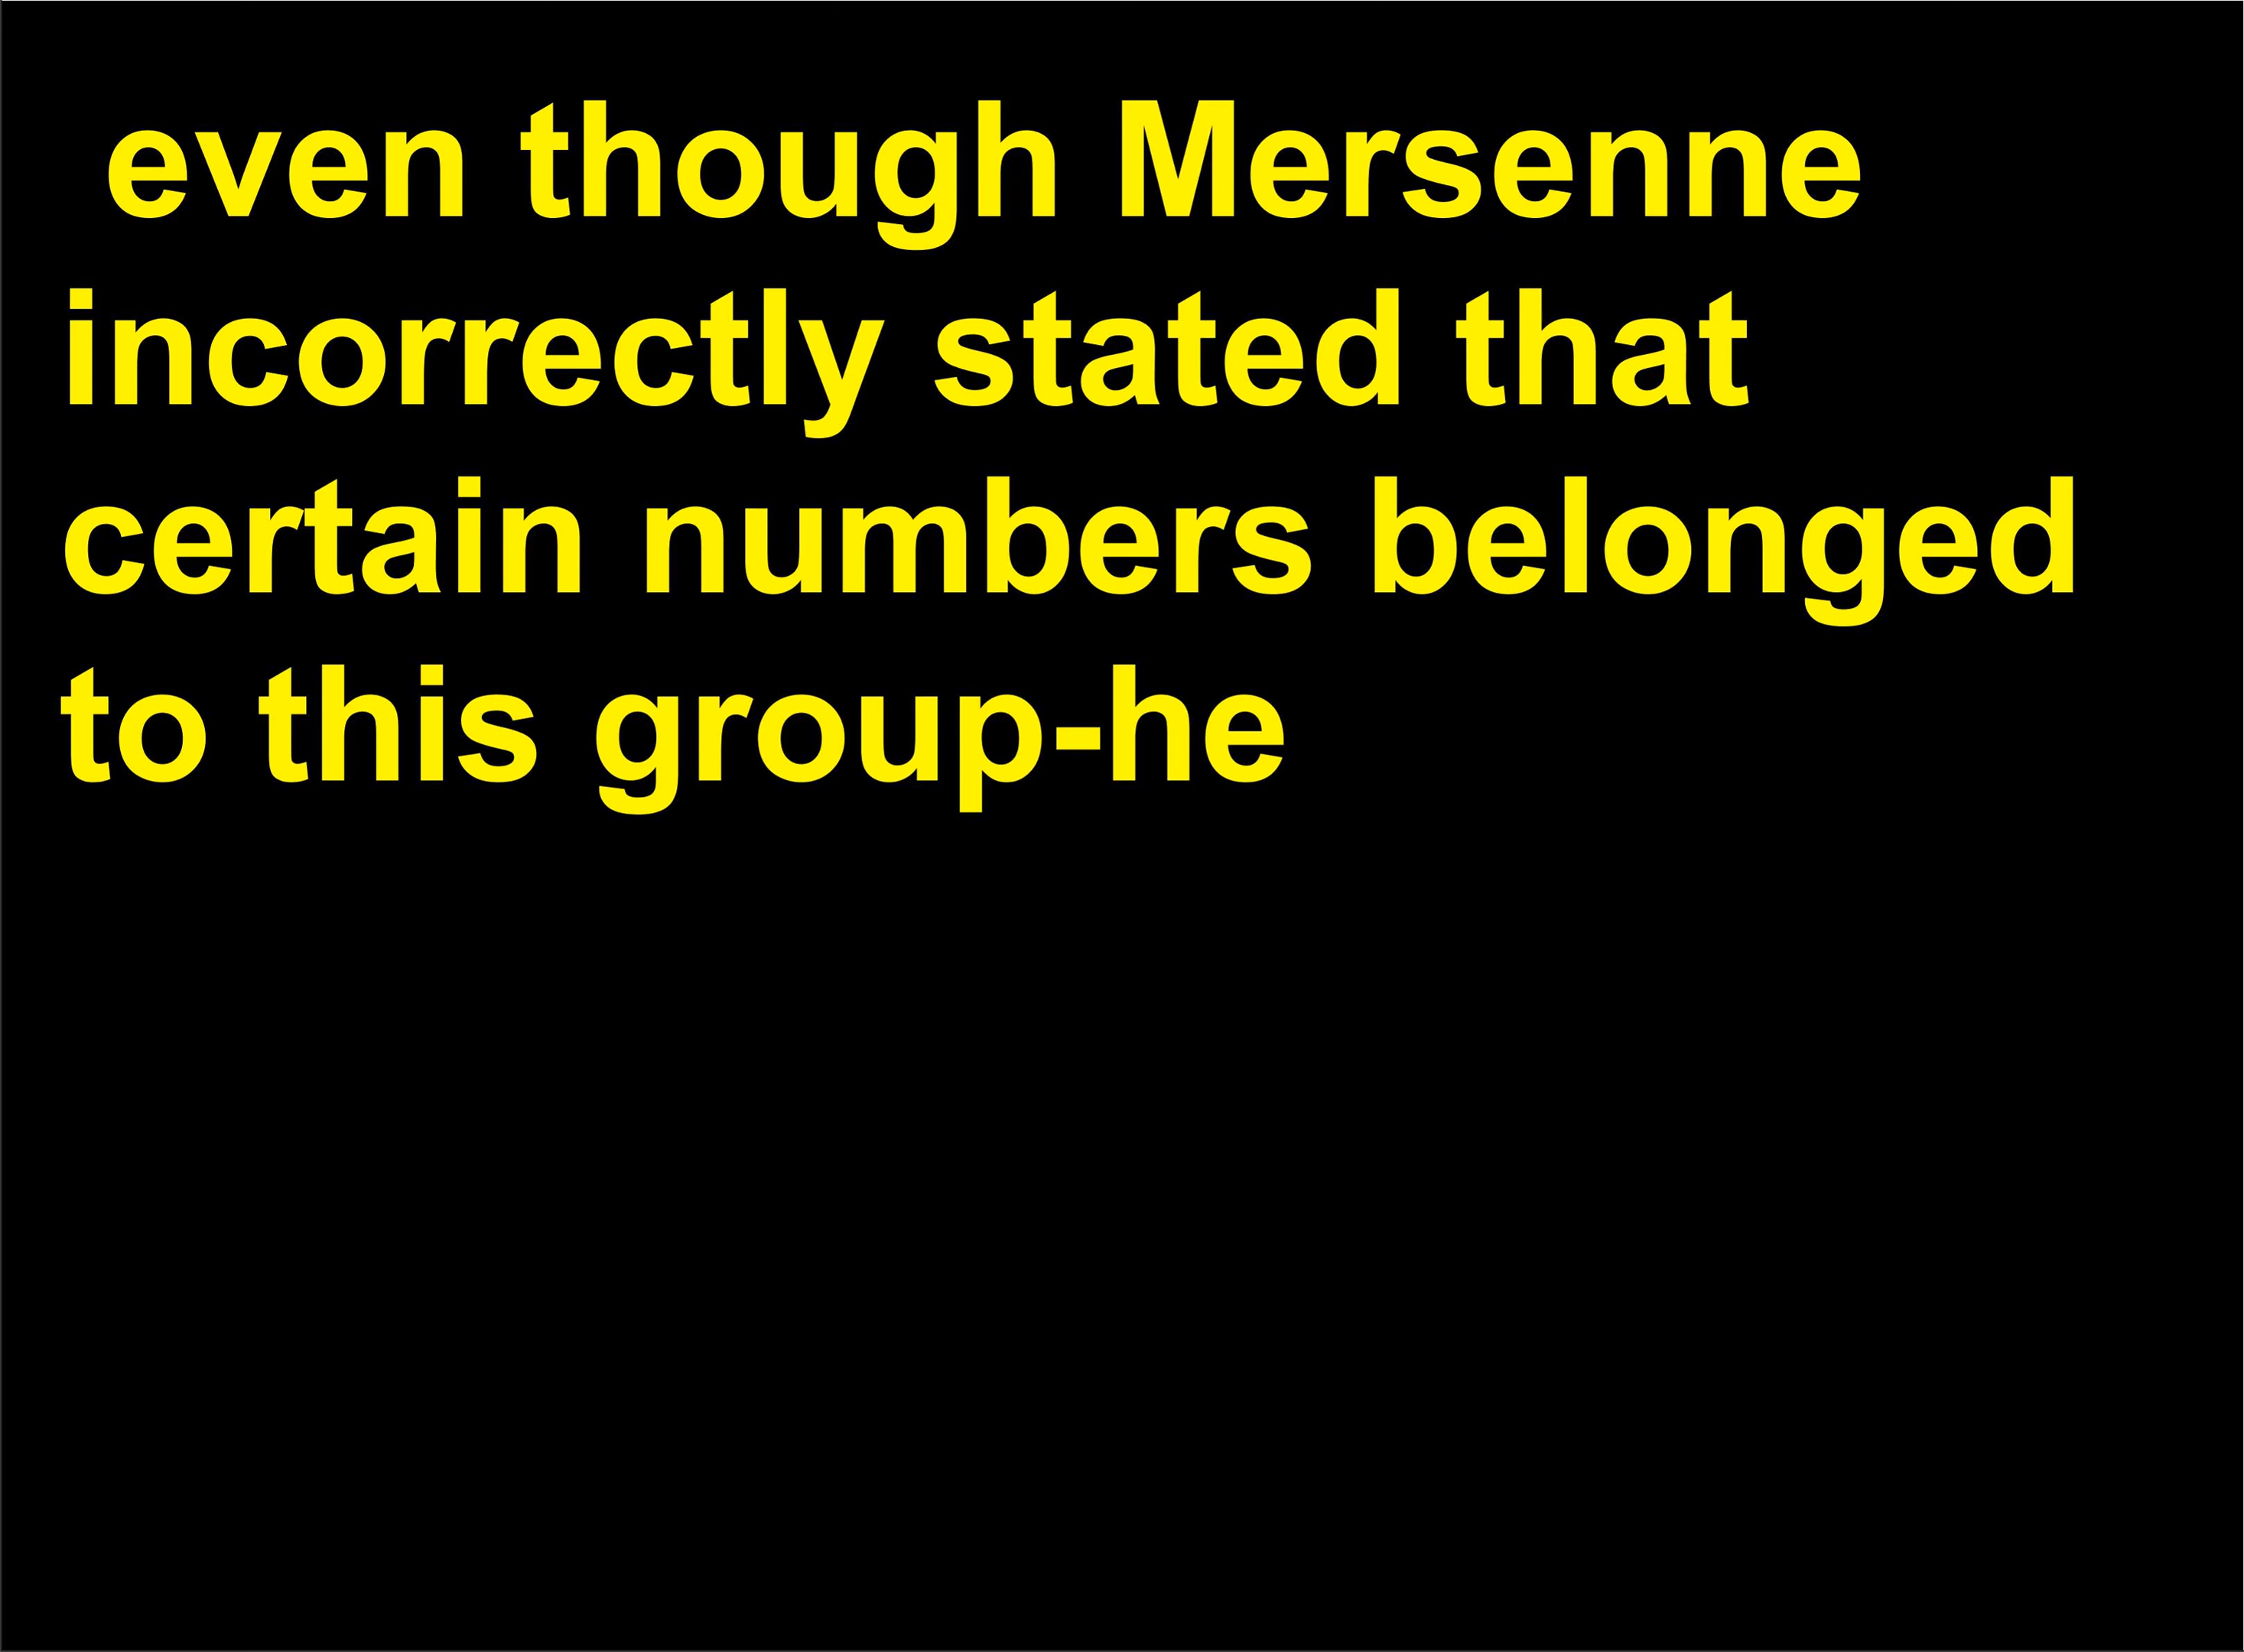 even though Mersenne
incorrectly stated that
certain numbers belonged
to this group-he